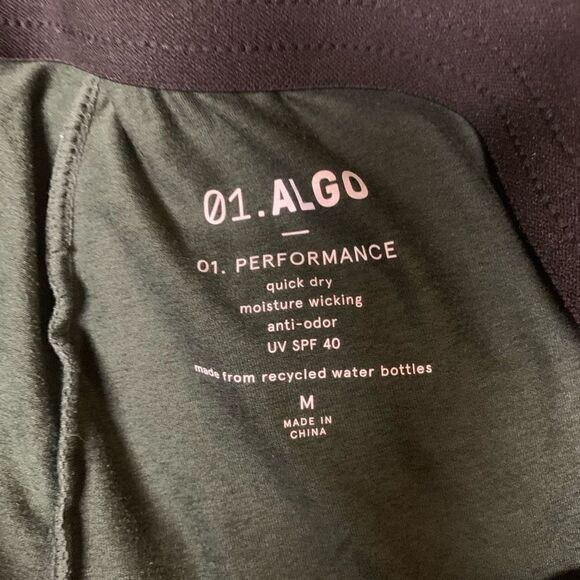 01.ALGO
01. PERFORMANCE
quick dry
moisture wicking
anti-odor
UV SPF 40
made from recycled water bottles
M
MADE IN
CHINA